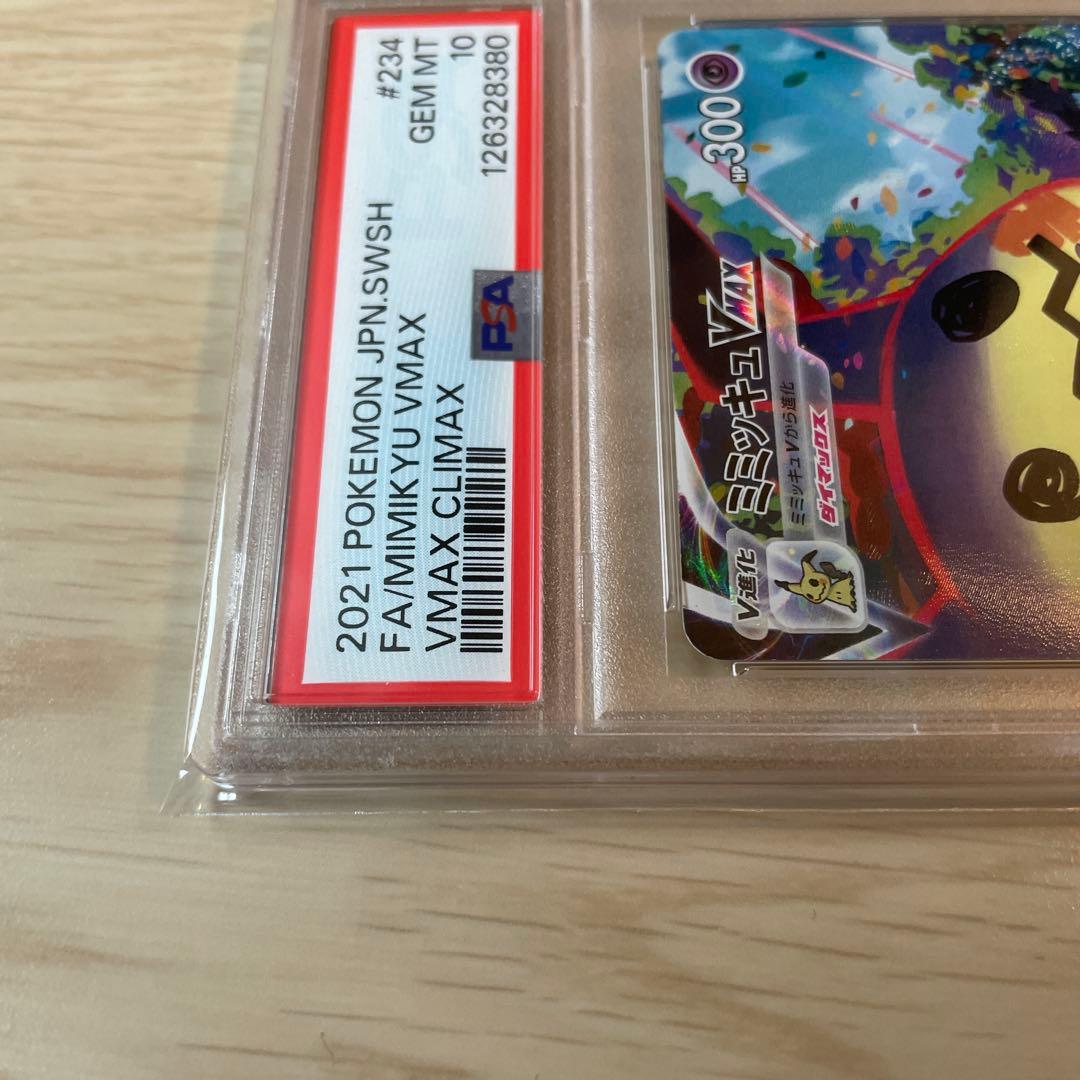 2021 POKEMON JPN.SWSH #234
FA/MIMIKYU VMAX GEM MT
VMAX CLIMAX 10
126328380
PSA
V進化
ミミッキュVMAX
HP300
ミミッキュVから進化
ダイマックス